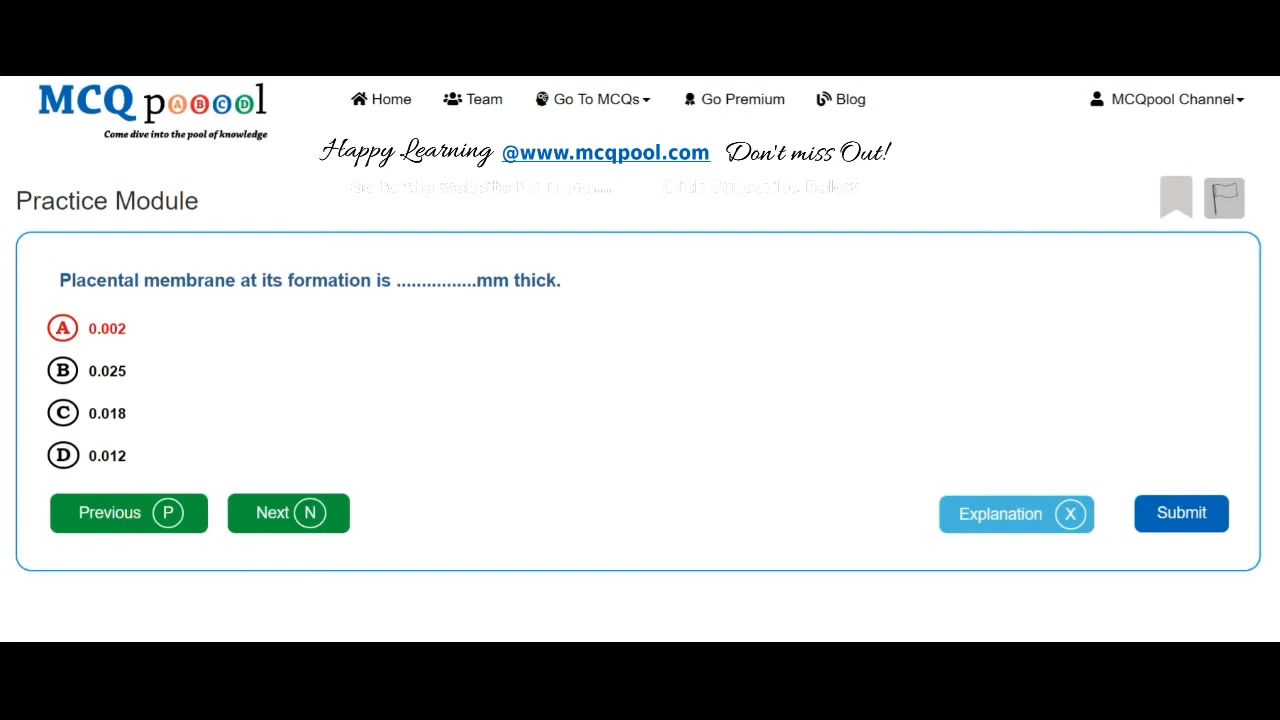 MCQ pABCDl
Come dive into the pool of knowledge
Home Team Go To MCQs Go Premium Blog MCQpool Channel
Happy Learning @www.mcqpool.com Don't miss Out!
Practice Module
Placental membrane at its formation is ................mm thick.
A 0.002
B 0.025
C 0.018
D 0.012
Previous P Next N Explanation X Submit